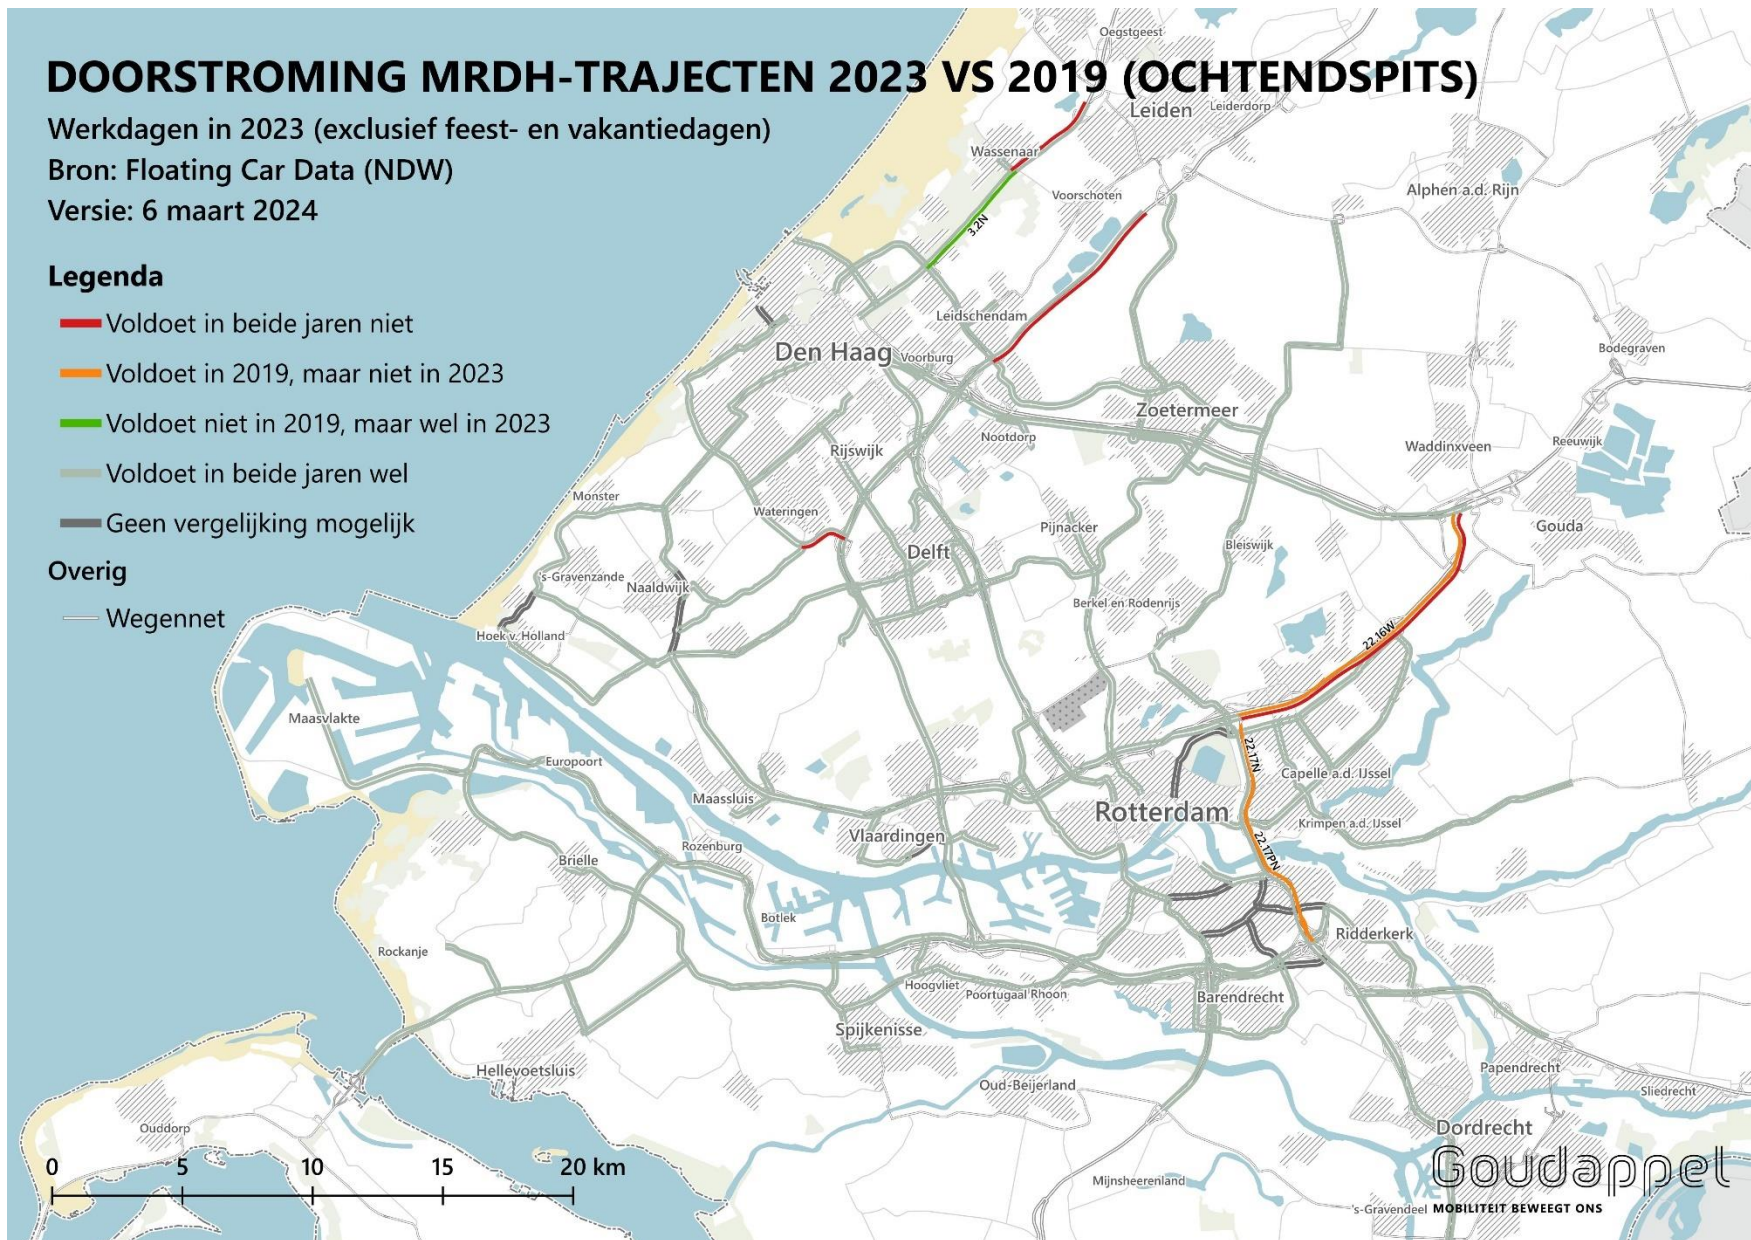 DOORSTROMING MRDH-TRAJECTEN 2023 VS 2019 (OCHTENDSPITS)
Werkdagen in 2023 (exclusief feest- en vakantiedagen)
Bron: Floating Car Data (NDW)
Versie: 6 maart 2024
Legenda
Voldoet in beide jaren niet
Voldoet in 2019, maar niet in 2023
Voldoet niet in 2019, maar wel in 2023
Voldoet in beide jaren wel
Geen vergelijking mogelijk
Overig
Wegennet
Oegstgeest
Leiden
Leiderdorp
Wassenaar
Voorschoten
Alphen a.d. Rijn
3.2N
Leidschendam
Den Haag
Voorburg
Bodegraven
Zoetermeer
Nootdorp
Rijswijk
Waddinxveen
Reeuwijk
Monster
Wateringen
Pijnacker
Gouda
Delft
Bleiswijk
's-Gravenzande
Naaldwijk
Berkel en Rodenrijs
Hoek v. Holland
22.16W
Maasvlakte
Europoort
22.17N
Capelle a.d. IJssel
Maassluis
Rotterdam
Krimpen a.d. IJssel
Vlaardingen
Rozenburg
22.17PN
Brielle
Botlek
Ridderkerk
Rockanje
Hoogvliet
Poortugaal Rhoon
Barendrecht
Spijkenisse
Hellevoetsluis
Oud-Beijerland
Papendrecht
Sliedrecht
Ouddorp
Dordrecht
0 5 10 15 20 km
Mijnsheerenland
's-Gravendeel
Goudappel
MOBILITEIT BEWEEGT ONS